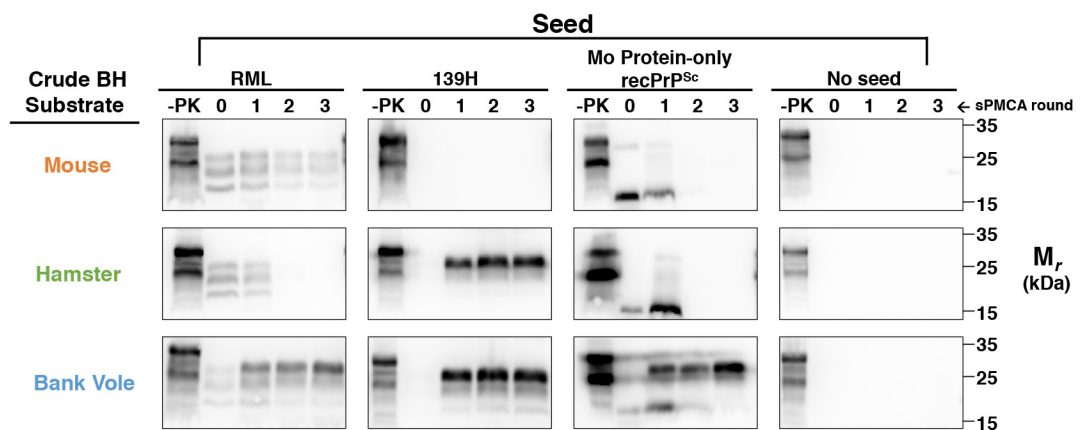 Seed
Crude BH
Substrate
RML
139H
Mo Protein-only
recPrPSc
No seed
-PK 0 1 2 3 -PK 0 1 2 3 -PK 0 1 2 3 -PK 0 1 2 3 ← sPMCA round
Mouse
35
25
15
Hamster
35
25
15
Mr
(kDa)
Bank Vole
35
25
15